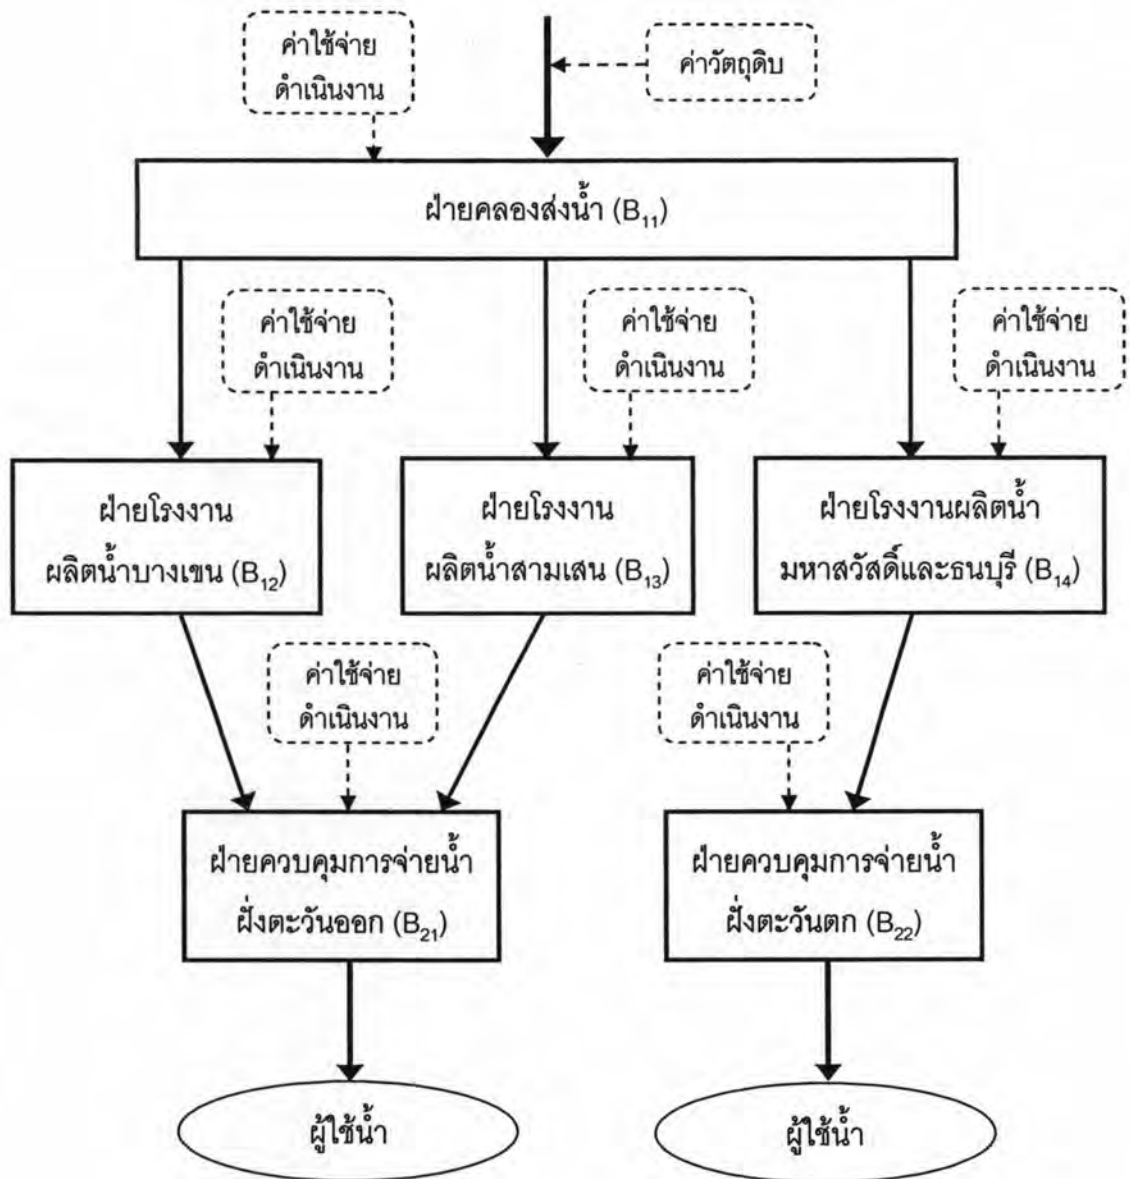 ค่าใช้จ่าย
ดำเนินงาน
ค่าวัตถุดิบ
ฝ่ายคลองส่งน้ำ (B₁₁)
ค่าใช้จ่าย
ดำเนินงาน
ค่าใช้จ่าย
ดำเนินงาน
ค่าใช้จ่าย
ดำเนินงาน
ฝ่ายโรงงาน
ผลิตน้ำบางเขน (B₁₂)
ฝ่ายโรงงาน
ผลิตน้ำสามเสน (B₁₃)
ฝ่ายโรงงานผลิตน้ำ
มหาสวัสดิ์และธนบุรี (B₁₄)
ค่าใช้จ่าย
ดำเนินงาน
ค่าใช้จ่าย
ดำเนินงาน
ฝ่ายควบคุมการจ่ายน้ำ
ฝั่งตะวันออก (B₂₁)
ฝ่ายควบคุมการจ่ายน้ำ
ฝั่งตะวันตก (B₂₂)
ผู้ใช้น้ำ
ผู้ใช้น้ำ